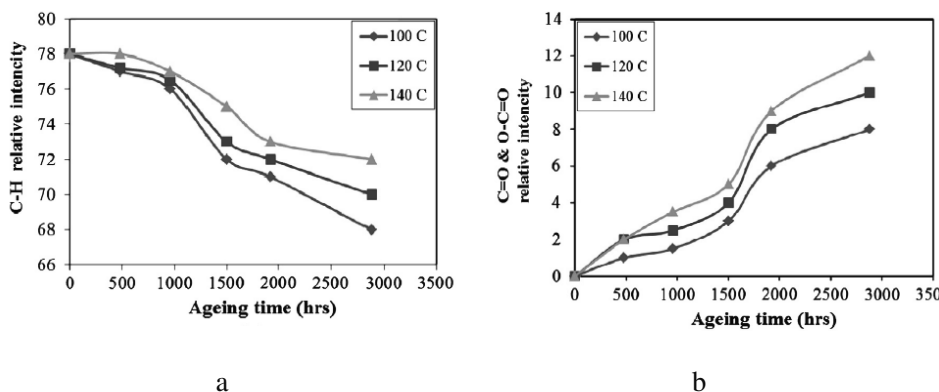 80
78
76
74
72
70
68
66
C-H relative intencity
100 C
120 C
140 C
0 500 1000 1500 2000 2500 3000 3500
Ageing time (hrs)
a
14
12
10
8
6
4
2
0
C=O & O-C=O
relative intencity
100 C
120 C
140 C
0 500 1000 1500 2000 2500 3000 350
Ageing time (hrs)
b